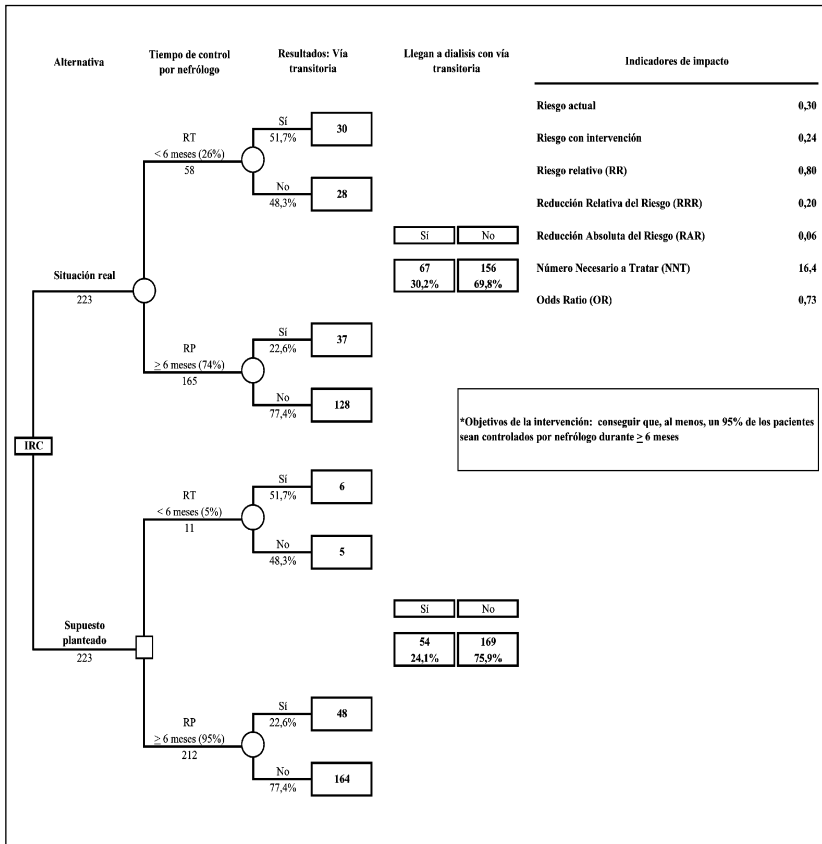 Alternativa
Tiempo de control
por nefrólogo
Resultados: Vía
transitoria
Llegan a dialisis con vía
transitoria
Indicadores de impacto
Riesgo actual 0,30
Riesgo con intervención 0,24
Riesgo relativo (RR) 0,80
Reducción Relativa del Riesgo (RRR) 0,20
Reducción Absoluta del Riesgo (RAR) 0,06
Número Necesario a Tratar (NNT) 16,4
Odds Ratio (OR) 0,73
IRC
Situación real
223
RT
< 6 meses (26%)
58
Sí
51,7%
30
No
48,3%
28
RP
≥ 6 meses (74%)
165
Sí
22,6%
37
No
77,4%
128
Sí No
67 156
30,2% 69,8%
*Objetivos de la intervención: conseguir que, al menos, un 95% de los pacientes
sean controlados por nefrólogo durante ≥ 6 meses
Supuesto
planteado
223
RT
< 6 meses (5%)
11
Sí
51,7%
6
No
48,3%
5
RP
≥ 6 meses (95%)
212
Sí
22,6%
48
No
77,4%
164
Sí No
54 169
24,1% 75,9%